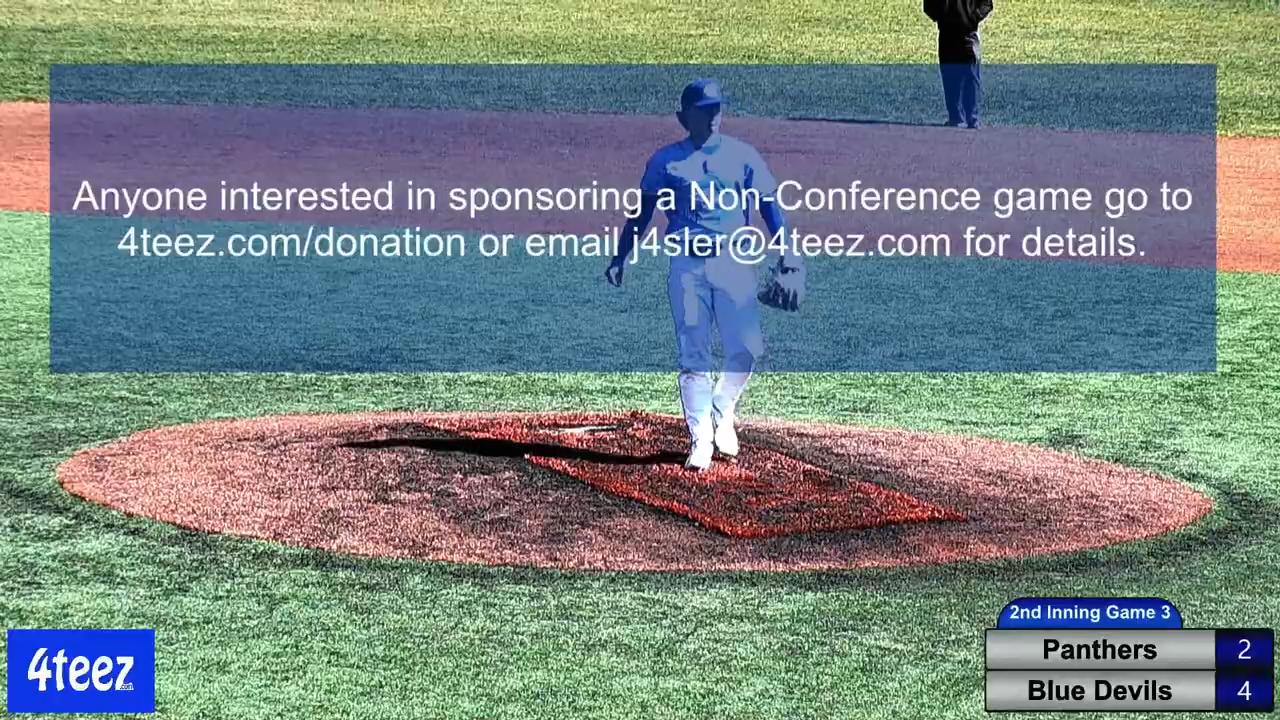 Anyone interested in sponsoring a Non-Conference game go to
4teez.com/donation or email j4sler@4teez.com for details.
2nd Inning Game 3
Panthers 2
Blue Devils 4
4teez.com